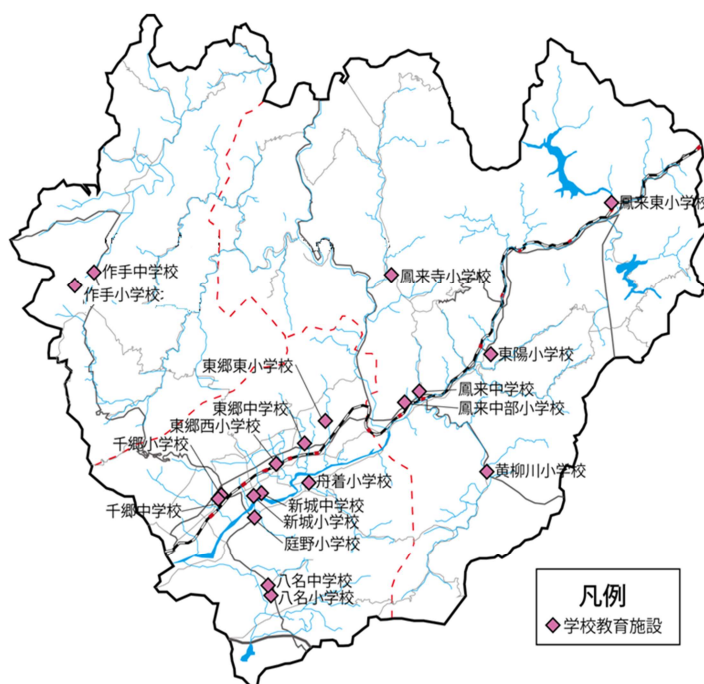 鳳来東小学校
作手中学校
鳳来寺小学校
作手小学校
東陽小学校
東郷東小学校
鳳来中学校
東郷中学校
鳳来中部小学校
東郷西小学校
千郷小学校
黄柳川小学校
舟着小学校
千郷中学校
新城中学校
新城小学校
庭野小学校
八名中学校
八名小学校
凡例
学校教育施設